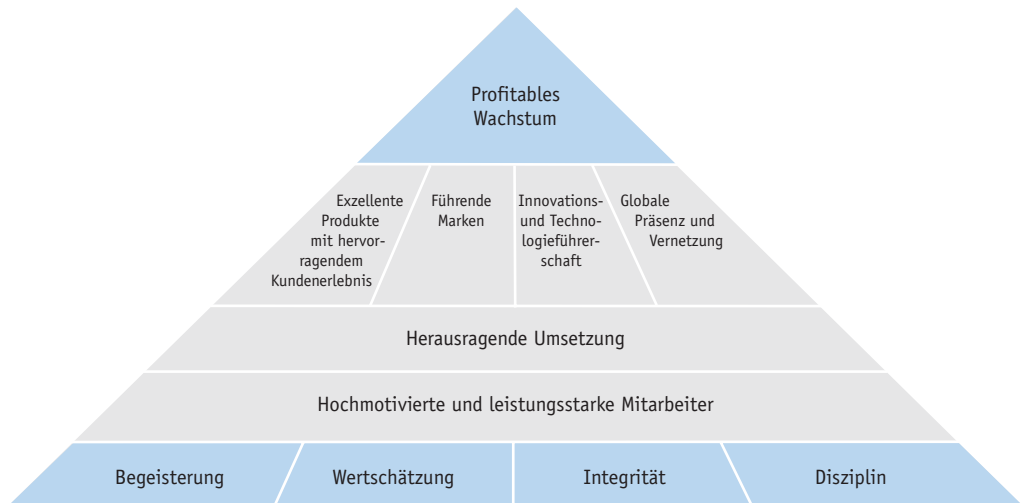 Profitables
Wachstum
Exzellente
Produkte
mit hervor-
ragendem
Kundenerlebnis
Führende
Marken
Innovations-
und Techno-
logieführer-
schaft
Globale
Präsenz und
Vernetzung
Herausragende Umsetzung
Hochmotivierte und leistungsstarke Mitarbeiter
Begeisterung
Wertschätzung
Integrität
Disziplin